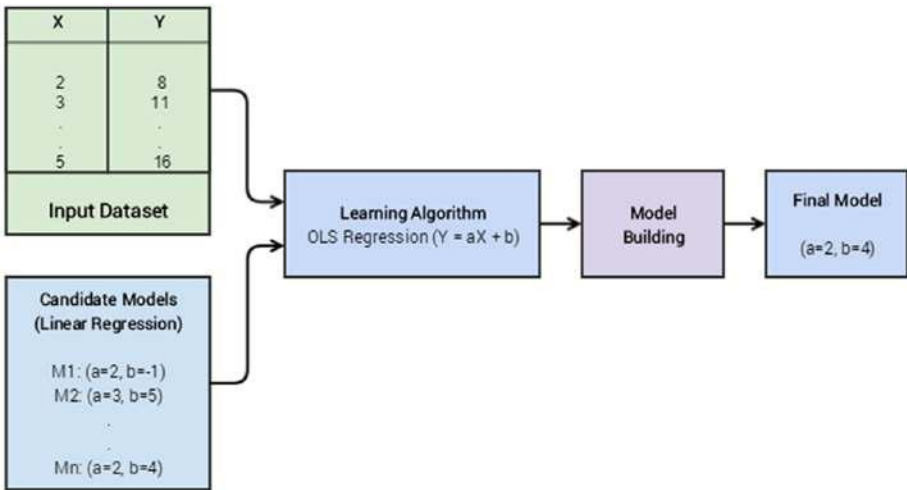 X Y
2 8
3 11
. .
. .
5 16
Input Dataset
Candidate Models
(Linear Regression)
M1: (a=2, b=-1)
M2: (a=3, b=5)
.
.
Mn: (a=2, b=4)
Learning Algorithm
OLS Regression (Y = aX + b)
Model
Building
Final Model
(a=2, b=4)